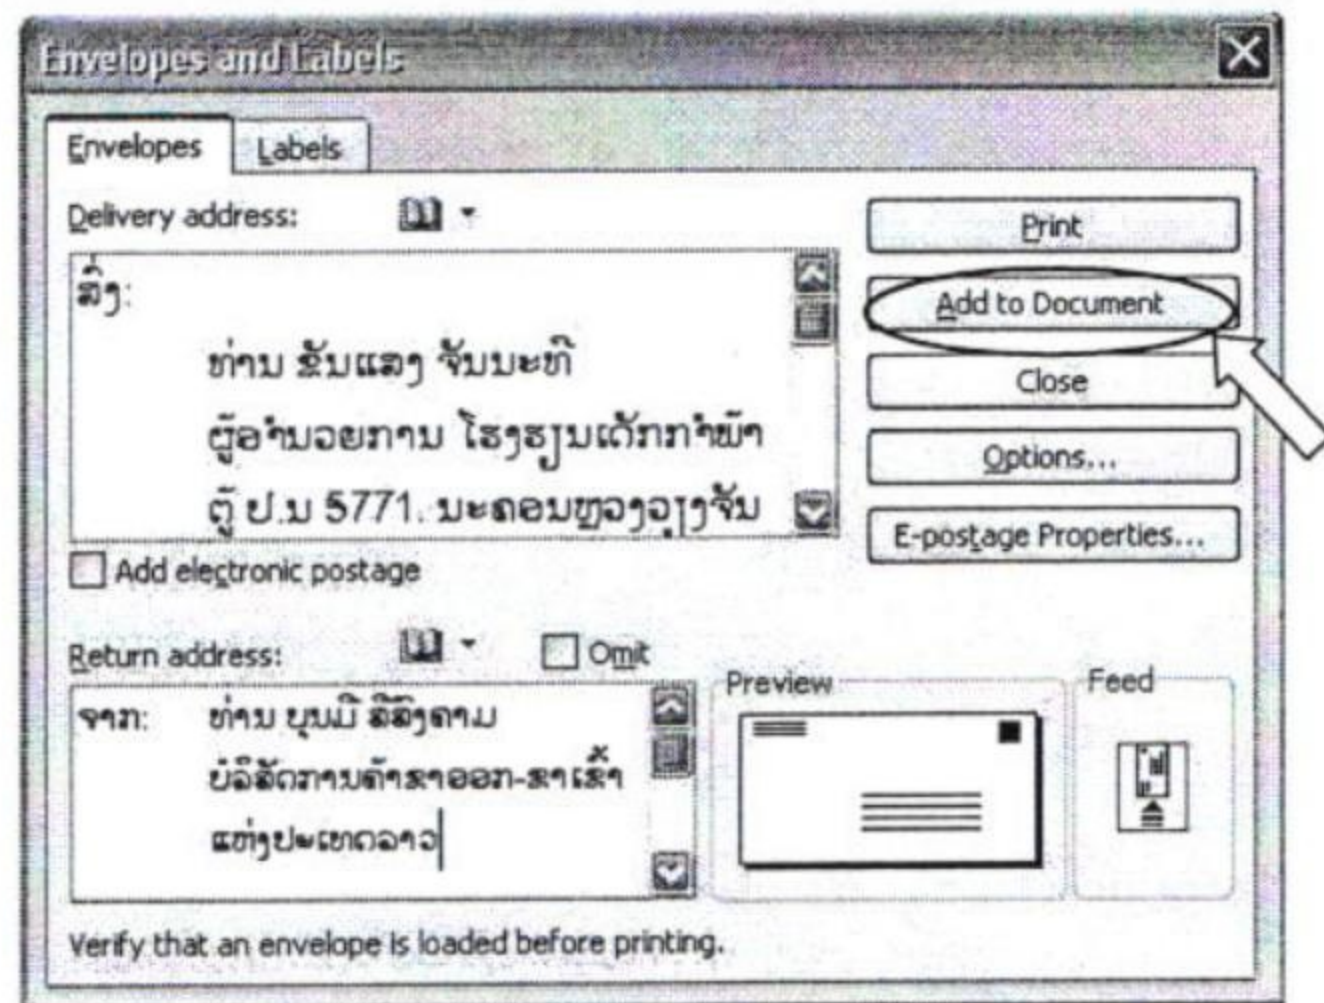 Envelopes and Labels
Envelopes
Labels
Delivery address:
ສົ່ງ:
ທ່ານ ຂັນແສງ ຈັນນະທີ
ຜູ້ອຳນວຍການ ໂຮງຮຽນເດັກກຳພ້າ
ຕູ້ ປ.ນ 5771. ນະຄອນຫຼວງວຽງຈັນ
Add electronic postage
Return address:
Omit
ຈາກ: ທ່ານ ບຸນມີ ສີສົງຄາມ
ບໍລິສັດການຄ້າຂາອອກ-ຂາເຂົ້າ
ແຫ່ງປະເທດລາວ
Print
Add to Document
Close
Options...
E-postage Properties...
Preview
Feed
Verify that an envelope is loaded before printing.